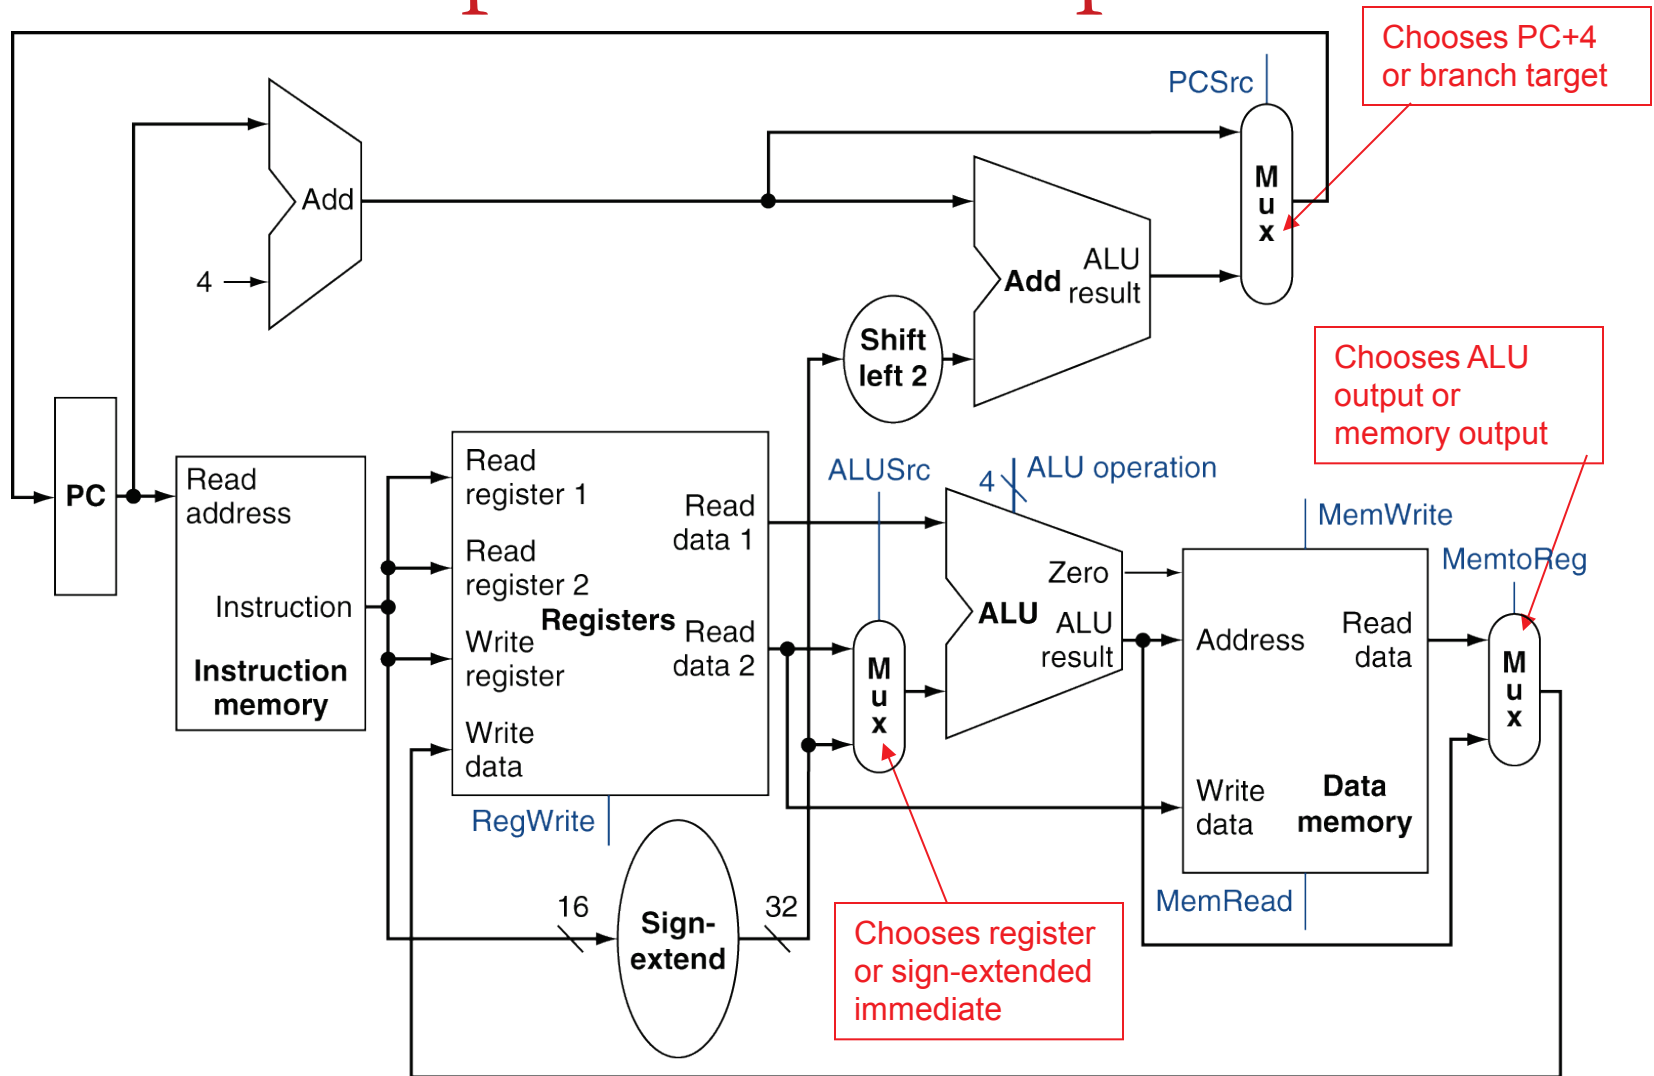 Chooses PC+4
or branch target
PCSrc
M
u
x
Add
4
Add
ALU
result
Shift
left 2
Chooses ALU
output or
memory output
PC
Read
address
Instruction
Instruction
memory
Read
register 1
Read
register 2
Registers
Write
register
Write
data
Read
data 1
Read
data 2
RegWrite
ALUSrc
M
u
x
4
ALU operation
Zero
ALU
ALU
result
MemWrite
MemtoReg
Address
Read
data
Write
data
Data
memory
MemRead
M
u
x
16
Sign-
extend
32
Chooses register
or sign-extended
immediate